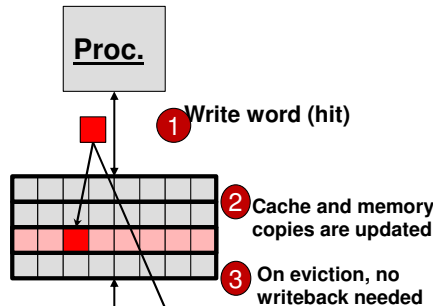 Proc.
1 Write word (hit)
2 Cache and memory
copies are updated
3 On eviction, no
writeback needed